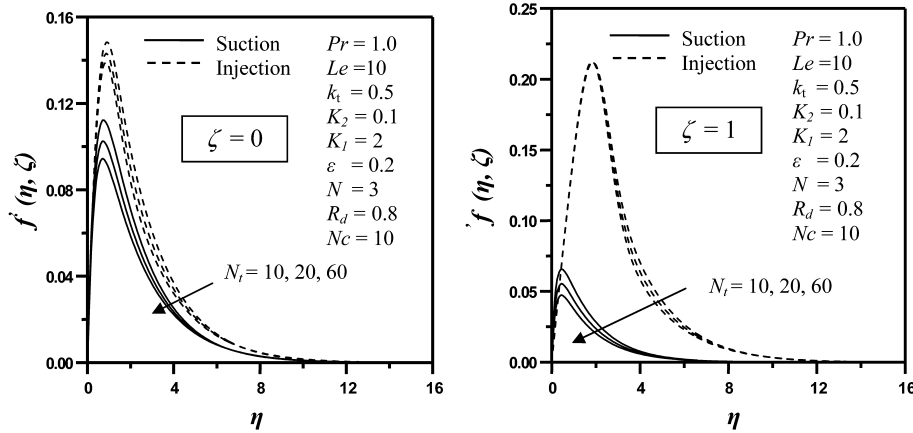 0.16
0.12
0.08
0.04
0.00
0 4 8 12 16
f' (η, ζ)
η
Suction
Injection
ζ = 0
Pr = 1.0
Le =10
kt = 0.5
K2 = 0.1
K1 = 2
ε = 0.2
N = 3
Rd = 0.8
Nc = 10
Nt = 10, 20, 60
0.25
0.20
0.15
0.10
0.05
0.00
0 4 8 12 16
'f (η, ζ)
η
Suction
Injection
ζ = 1
Pr = 1.0
Le =10
kt = 0.5
K2 = 0.1
K1 = 2
ε = 0.2
N = 3
Rd = 0.8
Nc = 10
Nt = 10, 20, 60